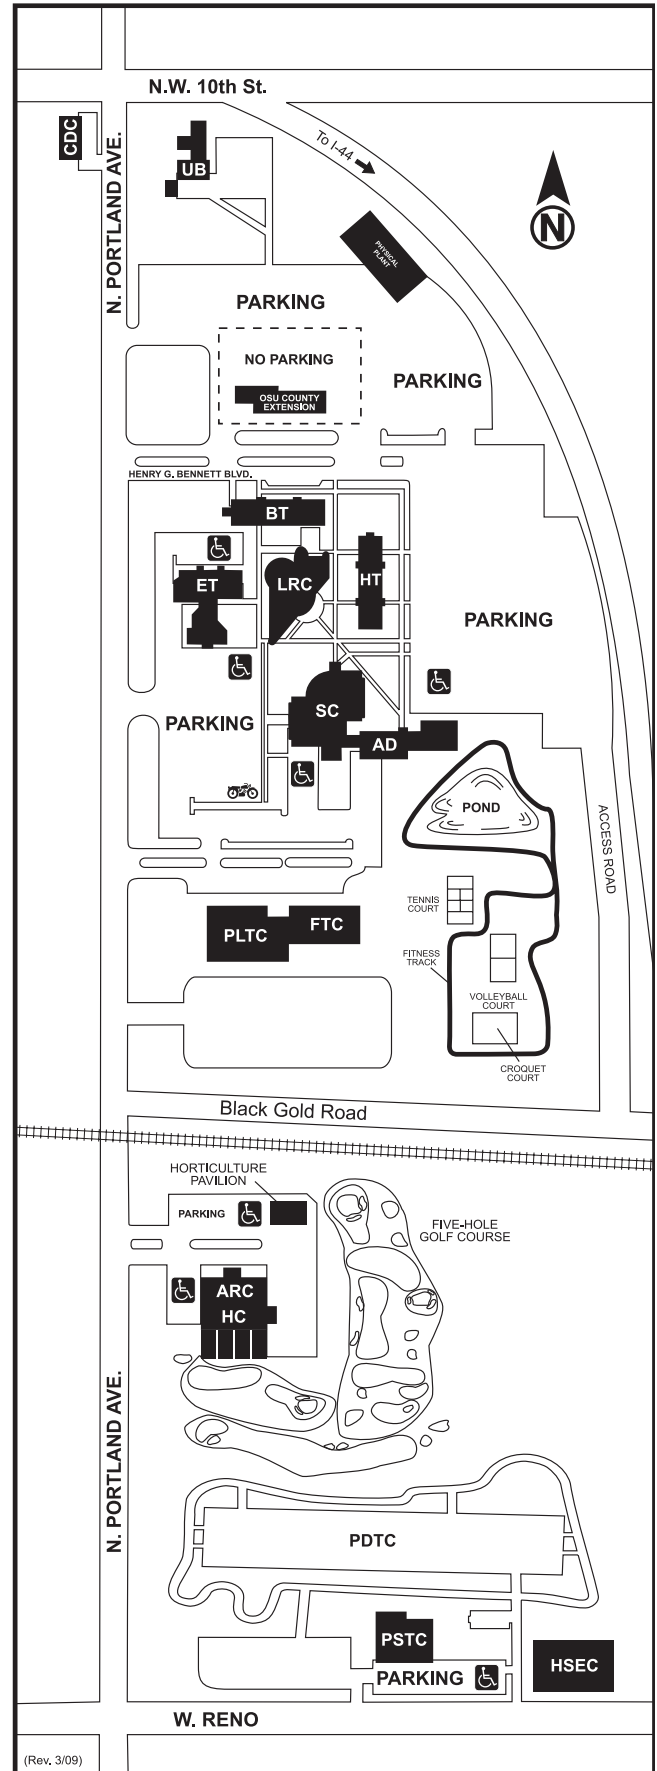 N.W. 10th St.
CDC
N. PORTLAND AVE.
UB
To I-44
N
PHYSICAL
PLANT
PARKING
NO PARKING
PARKING
OSU COUNTY
EXTENSION
HENRY G. BENNETT BLVD.
BT
ET
LRC
HT
PARKING
SC
PARKING
AD
POND
ACCESS ROAD
TENNIS
COURT
PLTC
FTC
FITNESS
TRACK
VOLLEYBALL
COURT
CROQUET
COURT
Black Gold Road
HORTICULTURE
PAVILION
PARKING
FIVE-HOLE
GOLF COURSE
ARC
HC
N. PORTLAND AVE.
PDTC
PSTC
HSEC
PARKING
W. RENO
(Rev. 3/09)